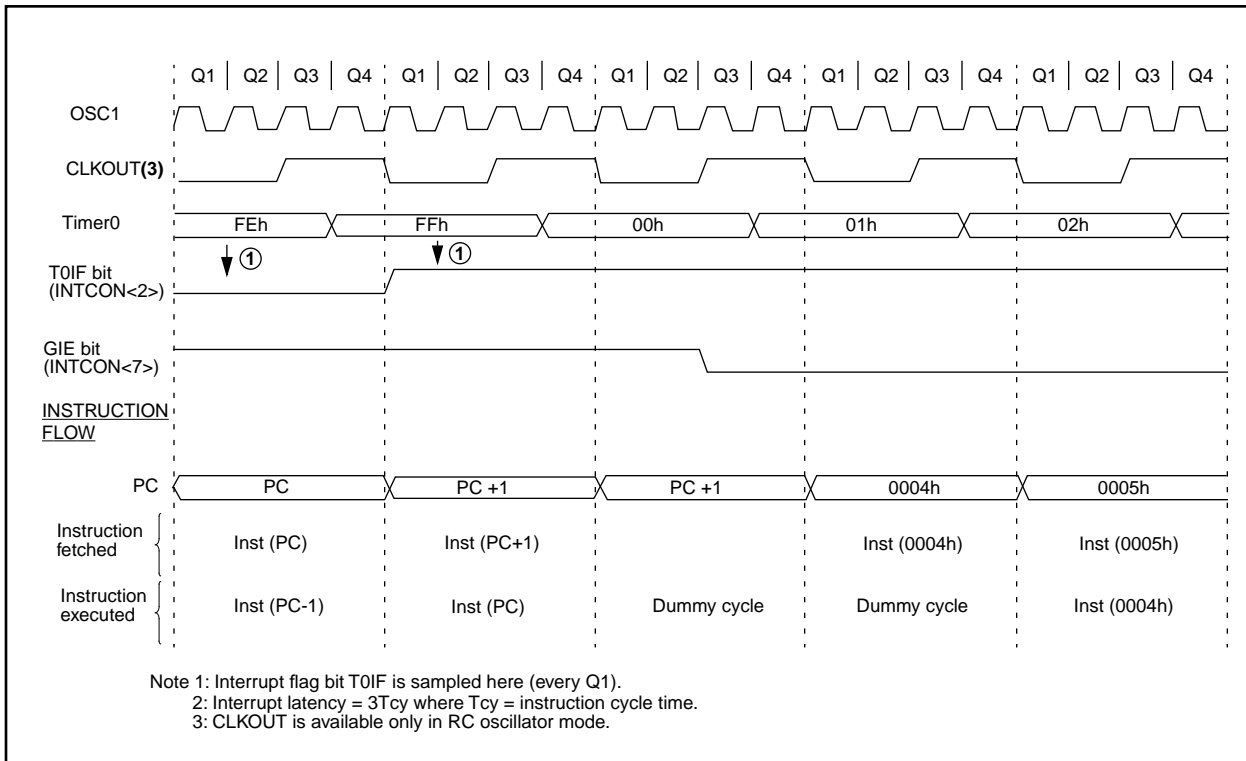 Q1 Q2 Q3 Q4 Q1 Q2 Q3 Q4 Q1 Q2 Q3 Q4 Q1 Q2 Q3 Q4 Q1 Q2 Q3 Q4
OSC1
CLKOUT(3)
Timer0 FEh FFh 00h 01h 02h
1 1
T0IF bit
(INTCON<2>)
GIE bit
(INTCON<7>)
INSTRUCTION
FLOW
PC PC PC +1 PC +1 0004h 0005h
Instruction
fetched
Inst (PC) Inst (PC+1) Inst (0004h) Inst (0005h)
Instruction
executed
Inst (PC-1) Inst (PC) Dummy cycle Dummy cycle Inst (0004h)
Note 1: Interrupt flag bit T0IF is sampled here (every Q1).
2: Interrupt latency = 3Tcy where Tcy = instruction cycle time.
3: CLKOUT is available only in RC oscillator mode.